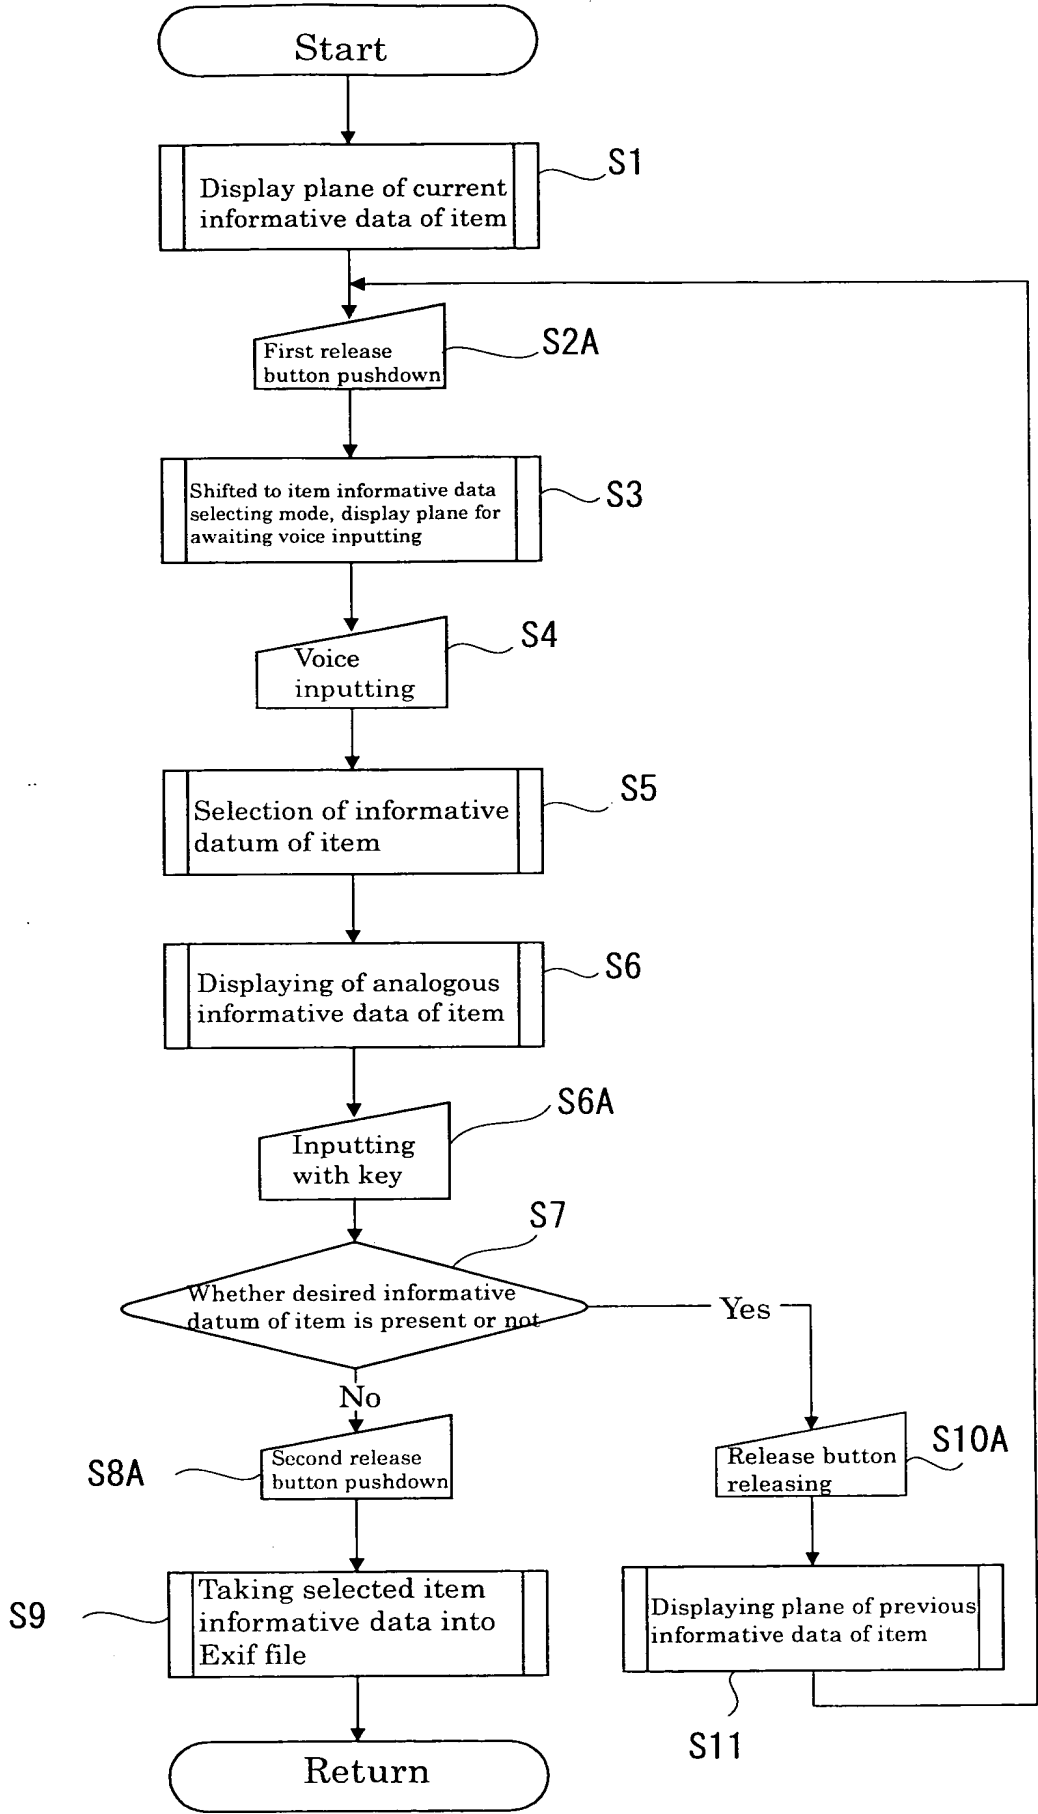 Start
Display plane of current
informative data of item
S1
First release
button pushdown
S2A
Shifted to item informative data
selecting mode, display plane for
awaiting voice inputting
S3
Voice
inputting
S4
Selection of informative
datum of item
S5
Displaying of analogous
informative data of item
S6
Inputting
with key
S6A
S7
Whether desired informative
datum of item is present or not
Yes
No
Second release
button pushdown
S8A
Release button
releasing
S10A
Taking selected item
informative data into
Exif file
S9
Displaying plane of previous
informative data of item
S11
Return